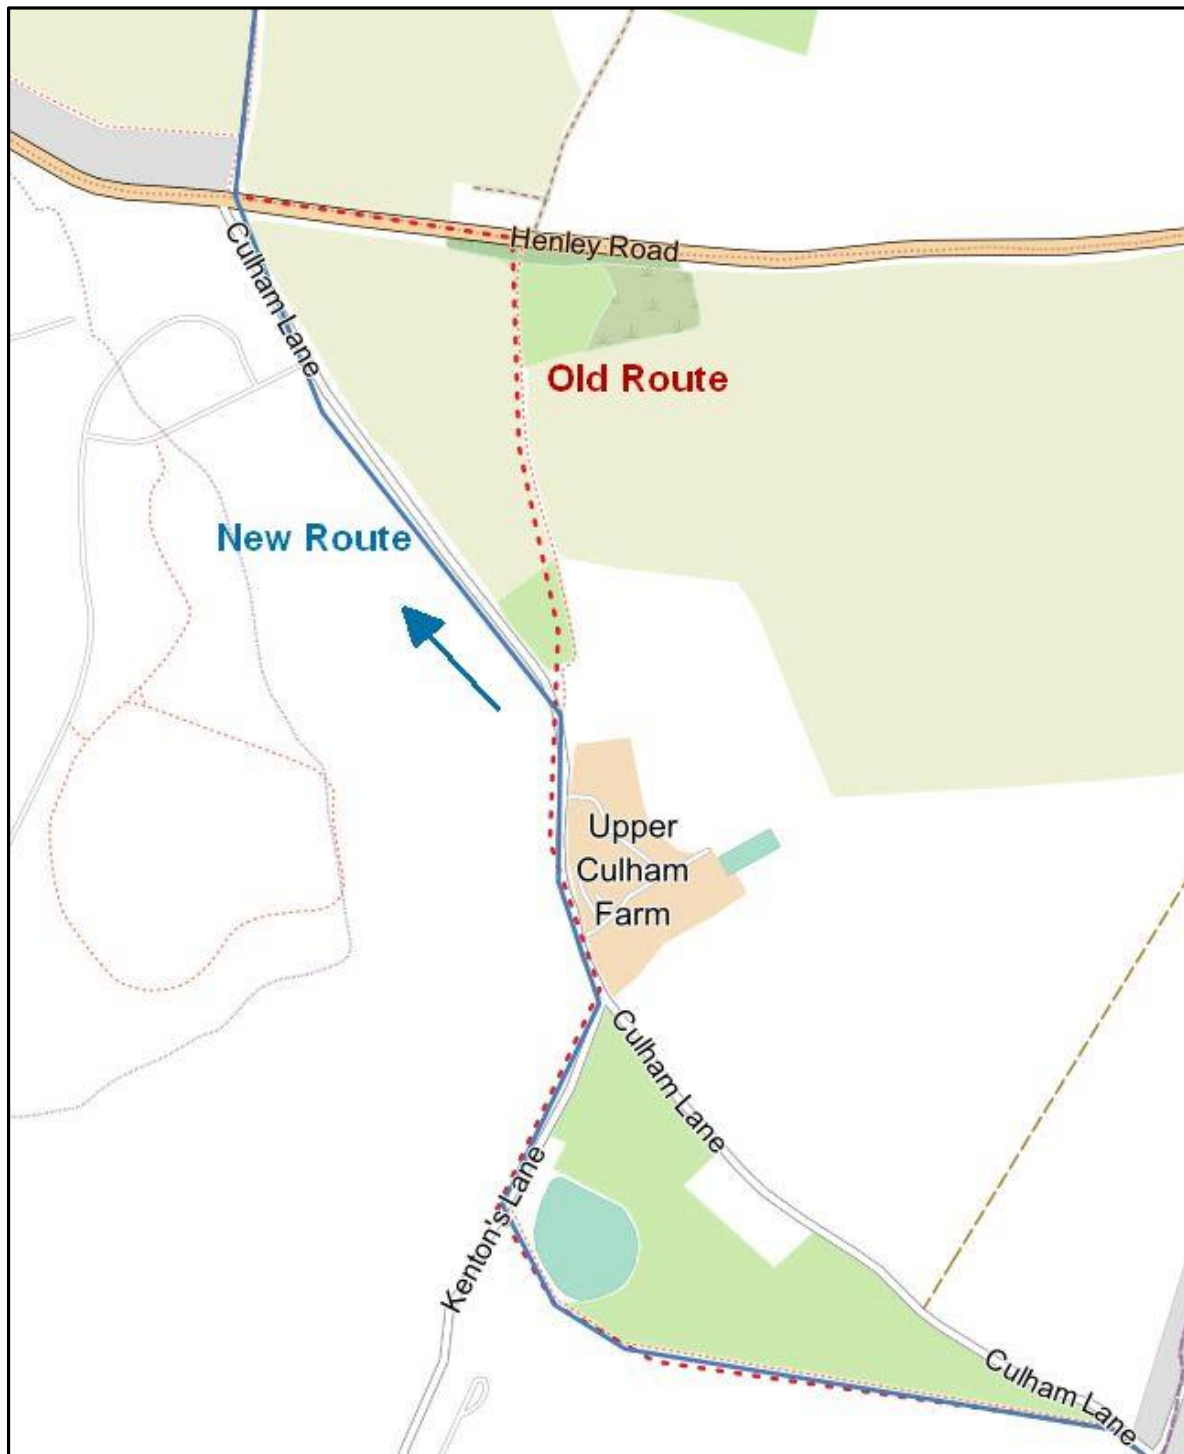 Henley Road
Culham Lane
Old Route
New Route
Upper
Culham
Farm
Culham Lane
Kenton's Lane
Culham Lane